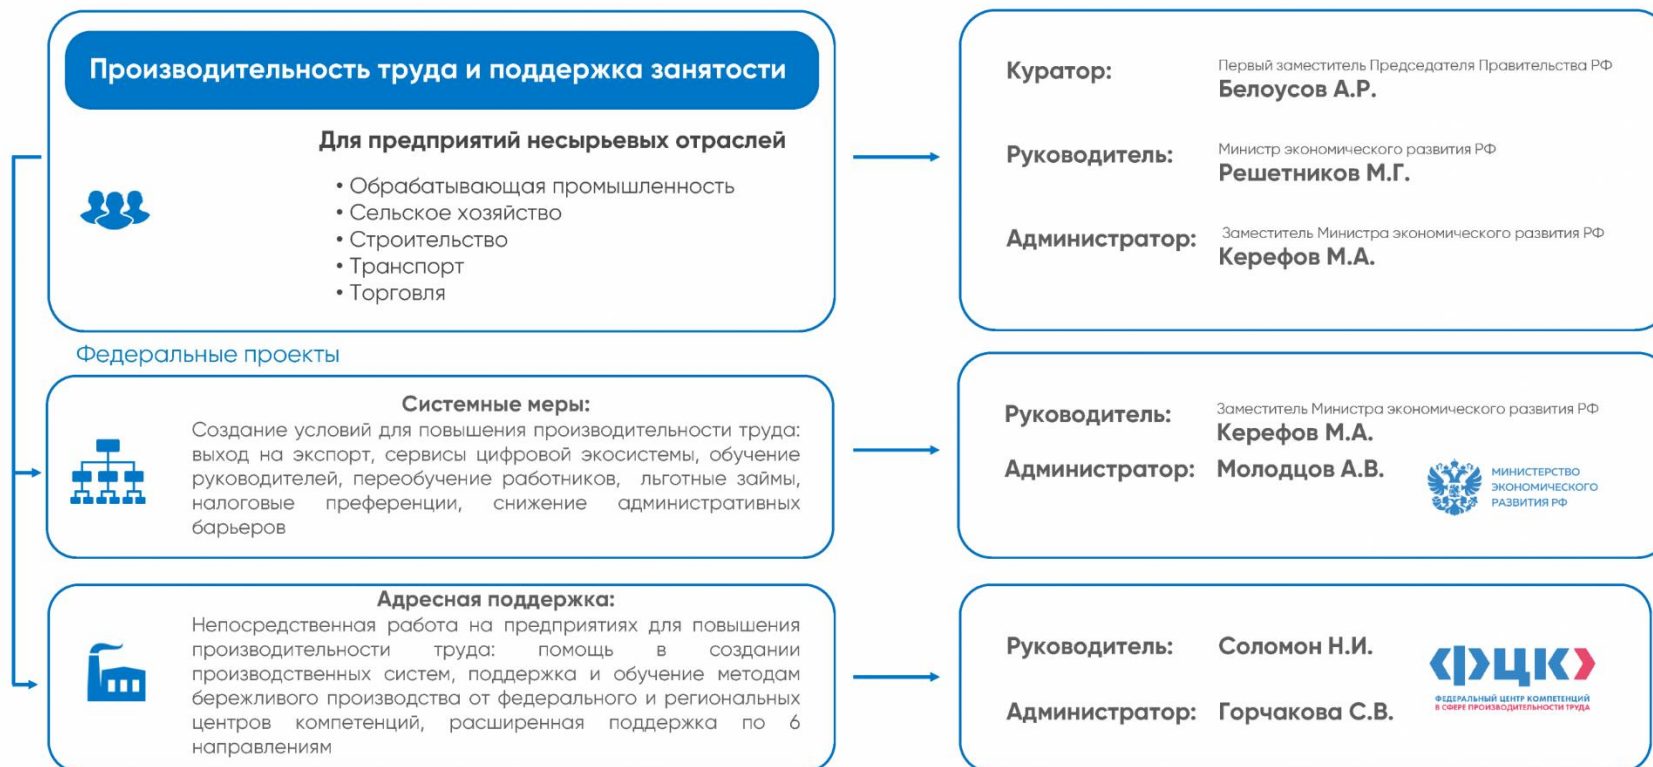 Производительность труда и поддержка занятости
Для предприятий несырьевых отраслей
• Обрабатывающая промышленность
• Сельское хозяйство
• Строительство
• Транспорт
• Торговля
Куратор:
Первый заместитель Председателя Правительства РФ
Белоусов А.Р.
Руководитель:
Министр экономического развития РФ
Решетников М.Г.
Администратор:
Заместитель Министра экономического развития РФ
Керефов М.А.
Федеральные проекты
Системные меры:
Создание условий для повышения производительности труда:
выход на экспорт, сервисы цифровой экосистемы, обучение
руководителей, переобучение работников, льготные займы,
налоговые преференции, снижение административных
барьеров
Руководитель:
Заместитель Министра экономического развития РФ
Керефов М.А.
Администратор: Молодцов А.В.
МИНИСТЕРСТВО
ЭКОНОМИЧЕСКОГО
РАЗВИТИЯ РФ
Адресная поддержка:
Непосредственная работа на предприятиях для повышения
производительности труда: помощь в создании
производственных систем, поддержка и обучение методам
бережливого производства от федерального и региональных
центров компетенций, расширенная поддержка по 6
направлениям
Руководитель: Соломон Н.И.
Администратор: Горчакова С.В.
ФЦК
ФЕДЕРАЛЬНЫЙ ЦЕНТР КОМПЕТЕНЦИЙ
В СФЕРЕ ПРОИЗВОДИТЕЛЬНОСТИ ТРУДА